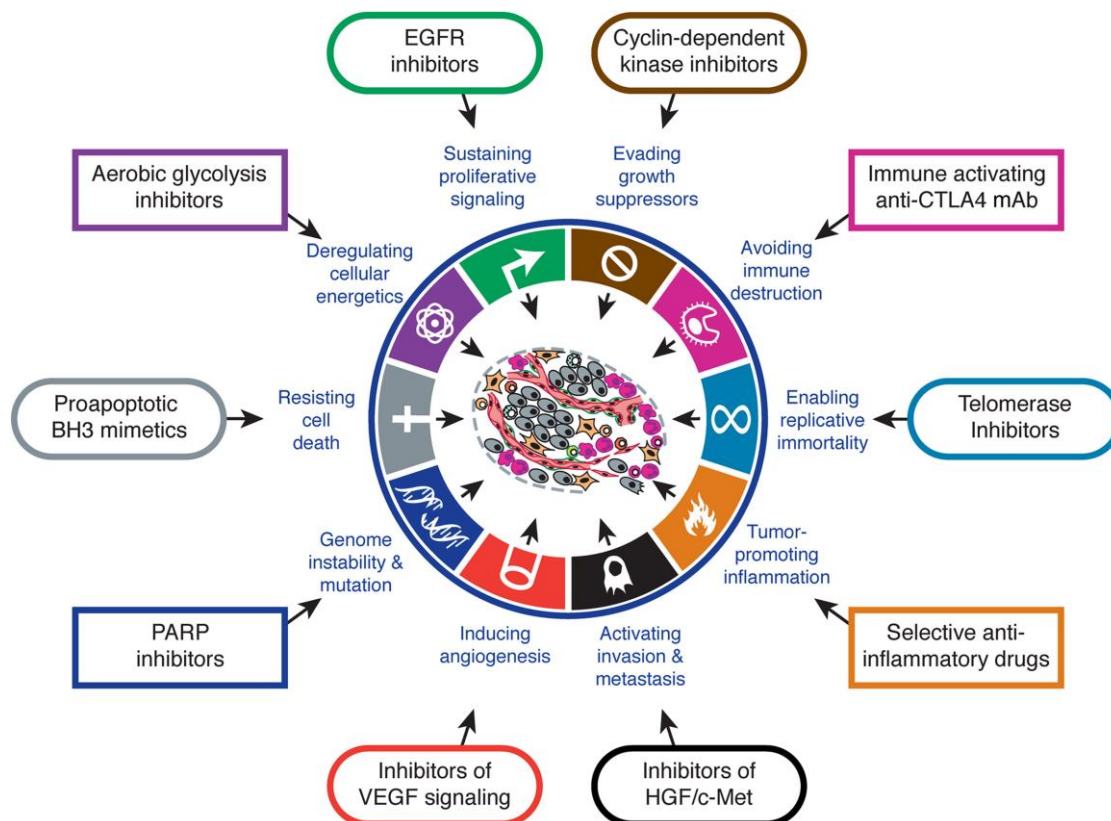 EGFR
inhibitors
Cyclin-dependent
kinase inhibitors
Sustaining
proliferative
signaling
Evading
growth
suppressors
Aerobic glycolysis
inhibitors
Immune activating
anti-CTLA4 mAb
Deregulating
cellular
energetics
Avoiding
immune
destruction
Proapoptotic
BH3 mimetics
Resisting
cell
death
Enabling
replicative
immortality
Telomerase
Inhibitors
Genome
instability &
mutation
Tumor-
promoting
inflammation
PARP
inhibitors
Inducing
angiogenesis
Activating
invasion &
metastasis
Selective anti-
inflammatory drugs
Inhibitors of
VEGF signaling
Inhibitors of
HGF/c-Met